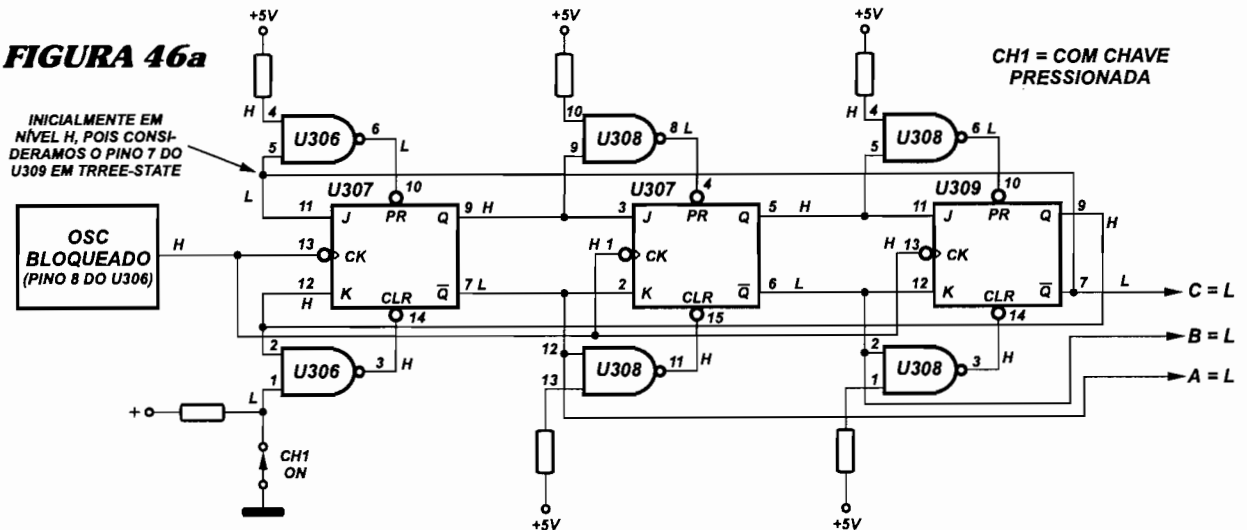 FIGURA 46a
+5V
+5V
+5V
CH1 = COM CHAVE
PRESSIONADA
INICIALMENTE EM
NÍVEL H, POIS CONSI-
DERAMOS O PINO 7 DO
U309 EM TRREE-STATE
H 4
5
U306
6
L
10
9
U308
8 L
H 4
5
U308
6 L
L
U307
10
11 J PR Q 9 H
13 CK
12 K CLR Q 7 L
H
14
U307
4
3 J PR Q 5 H
H 1 CK
2 K CLR Q 6 L
15
U309
10
11 J PR Q 9
H
H 13 CK
12 K CLR Q 7 L
14
OSC
BLOQUEADO
(PINO 8 DO U306)
H
C = L
B = L
A = L
2
1
U306
3 H
L
12
13
U308
11 H
2
1
U308
3 H
+
CH1
ON
+5V
+5V